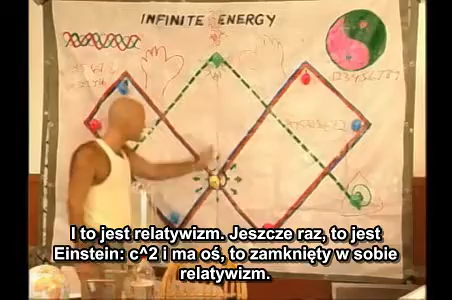 INFINITE ENERGY
I to jest relatywizm. Jeszcze raz, to jest
Einstein: c^2 i ma oś, to zamknięty w sobie
relatywizm.